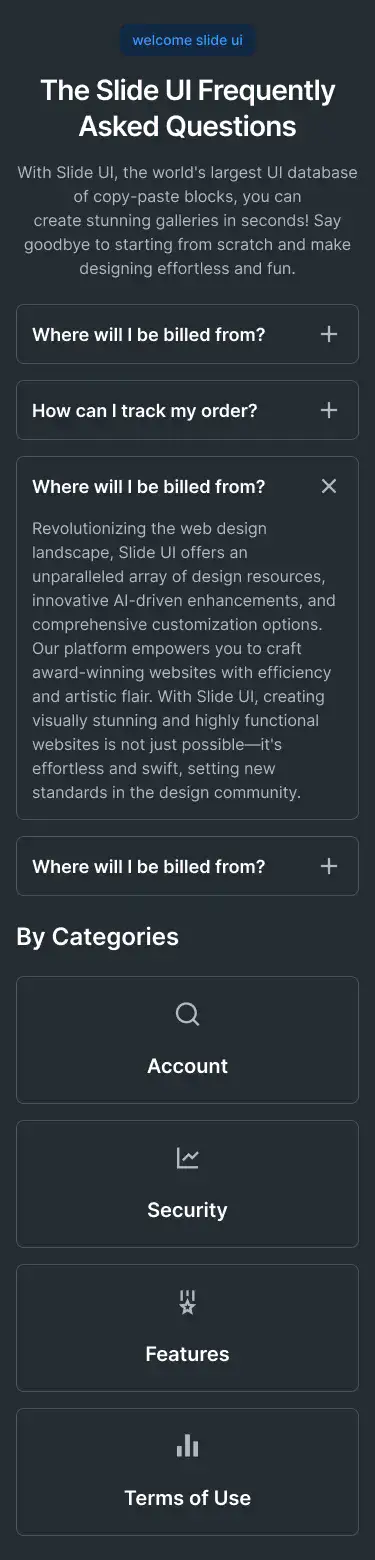 welcome slide ui
The Slide UI Frequently
Asked Questions
With Slide UI, the world's largest UI database
of copy-paste blocks, you can
create stunning galleries in seconds! Say
goodbye to starting from scratch and make
designing effortless and fun.
Where will I be billed from?
How can I track my order?
Where will I be billed from?
Revolutionizing the web design
landscape, Slide UI offers an
unparalleled array of design resources,
innovative AI-driven enhancements, and
comprehensive customization options.
Our platform empowers you to craft
award-winning websites with efficiency
and artistic flair. With Slide UI, creating
visually stunning and highly functional
websites is not just possible—it's
effortless and swift, setting new
standards in the design community.
Where will I be billed from?
By Categories
Account
Security
Features
Terms of Use